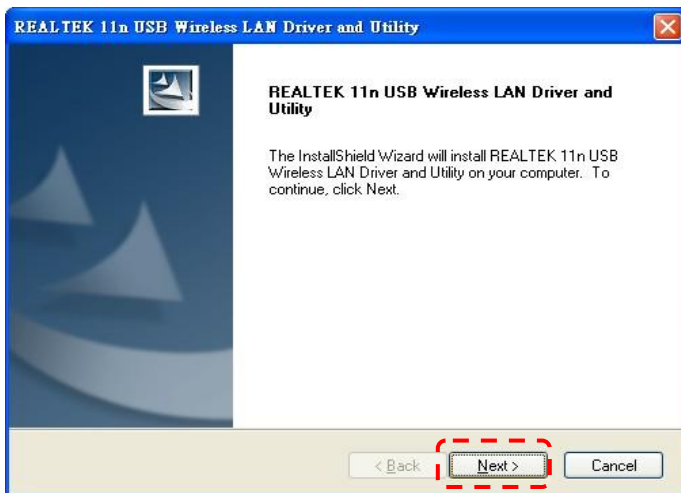 REALTEK 11n USB Wireless LAN Driver and Utility
REALTEK 11n USB Wireless LAN Driver and
Utility
The InstallShield Wizard will install REALTEK 11n USB
Wireless LAN Driver and Utility on your computer. To
continue, click Next.
< Back
Next >
Cancel